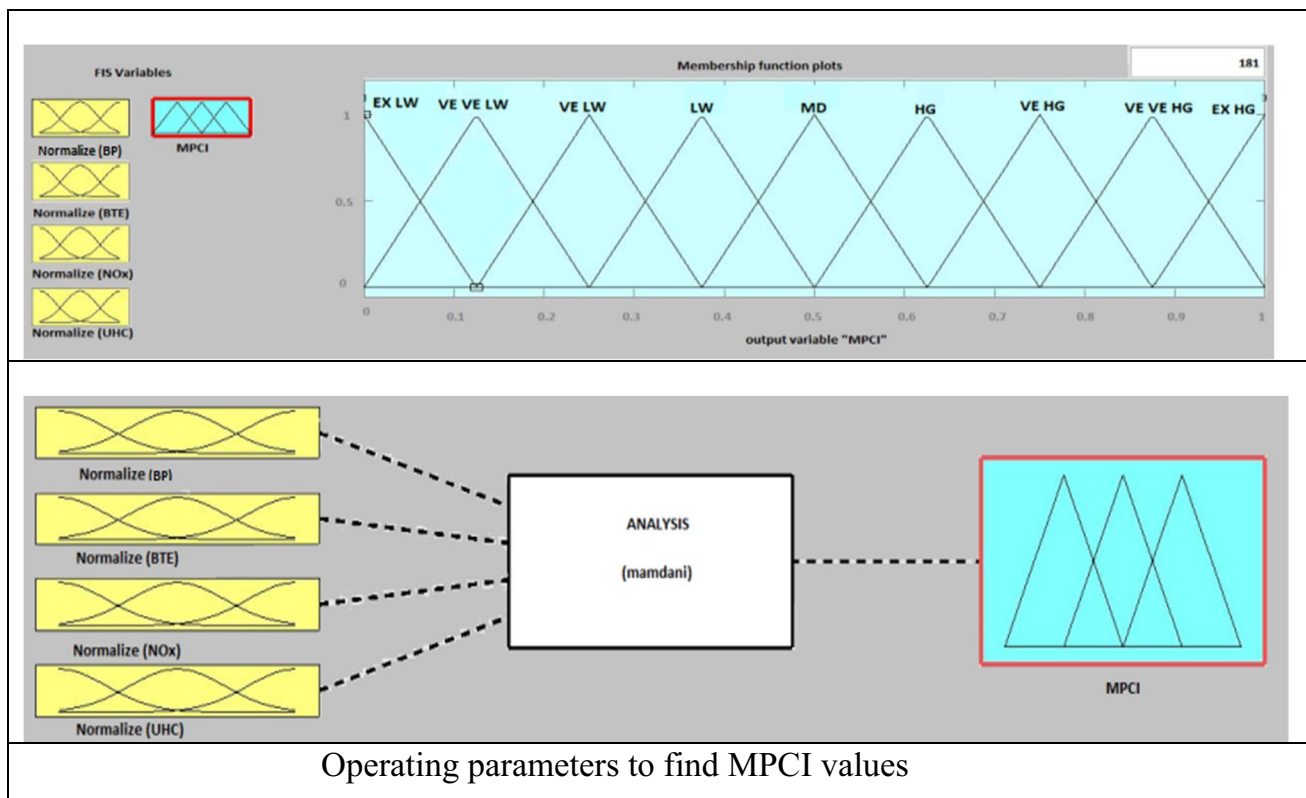 FIS Variables
Membership function plots
181
EX LW VE VE LW VE LW LW MD HG VE HG VE VE HG EX HG
1
0.5
0
0 0.1 0.2 0.3 0.4 0.5 0.6 0.7 0.8 0.9 1
output variable "MPCI"
Normalize (BP)
MPCI
Normalize (BTE)
Normalize (NOx)
Normalize (UHC)
Normalize (BP)
Normalize (BTE)
Normalize (NOx)
Normalize (UHC)
ANALYSIS
(mamdani)
MPCI
Operating parameters to find MPCI values